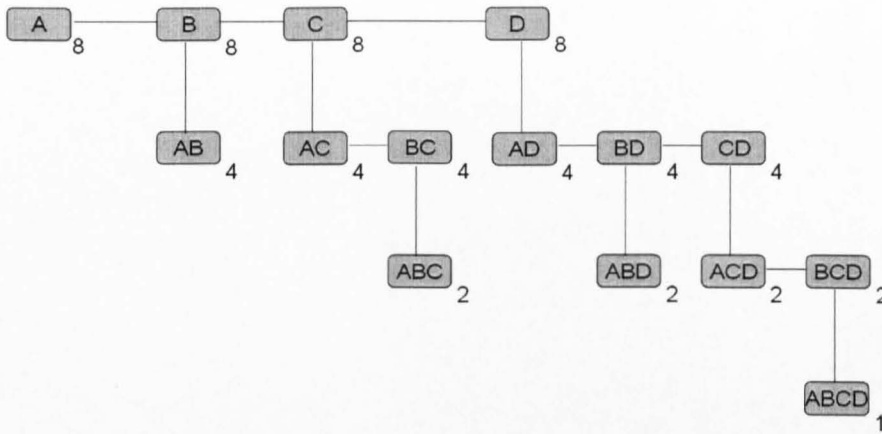 A 8 B 8 C 8 D 8
AB 4 AC 4 BC 4 AD 4 BD 4 CD 4
ABC 2 ABD 2 ACD 2 BCD 2
ABCD 1